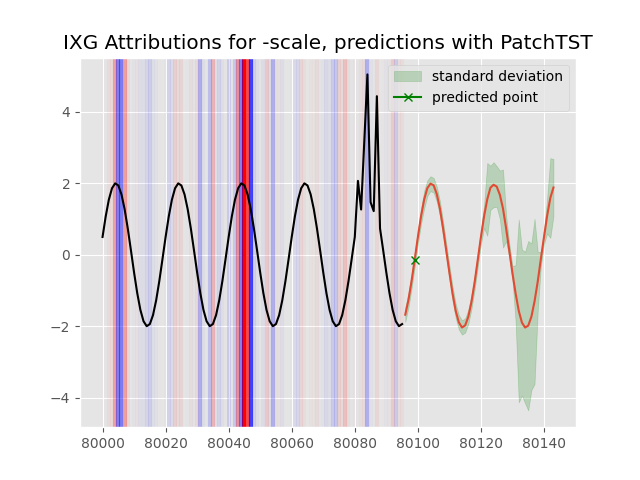 IXG Attributions for -scale, predictions with PatchTST
standard deviation
predicted point
4
2
0
−2
−4
80000 80020 80040 80060 80080 80100 80120 80140